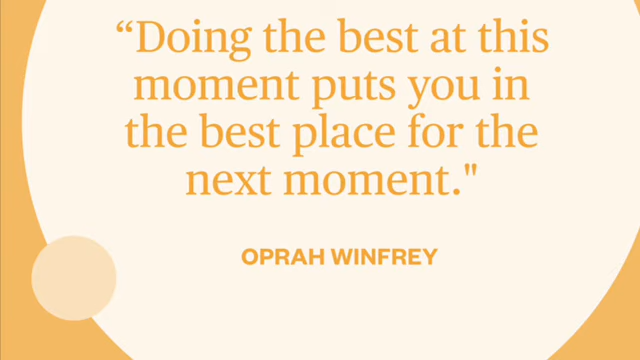 “Doing the best at this
moment puts you in
the best place for the
next moment."
OPRAH WINFREY